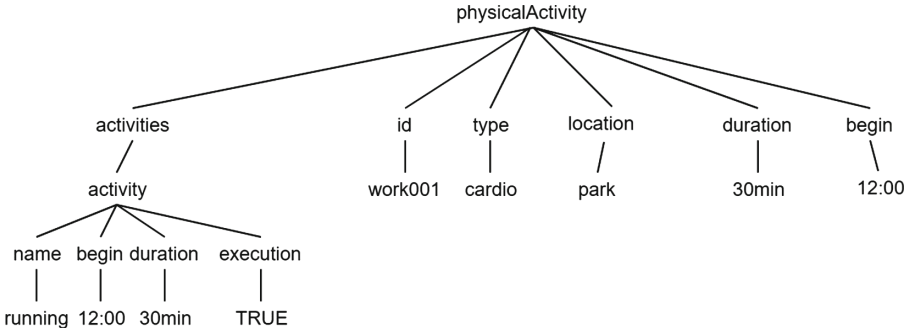 physicalActivity
activities id type location duration begin
activity work001 cardio park 30min 12:00
name begin duration execution
running 12:00 30min TRUE